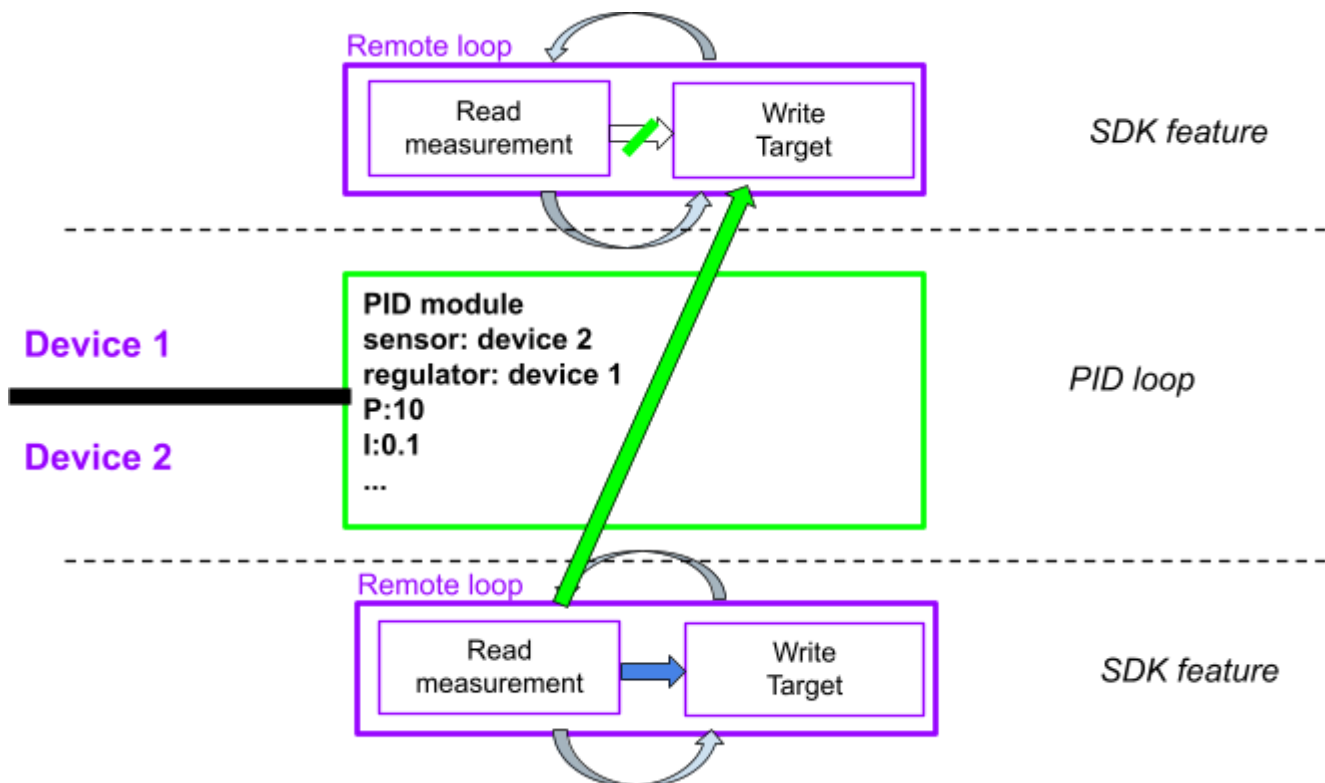 Remote loop
Read
measurement
Write
Target
SDK feature
PID module
sensor: device 2
regulator: device 1
P:10
I:0.1
...
Device 1
Device 2
PID loop
Remote loop
Read
measurement
Write
Target
SDK feature